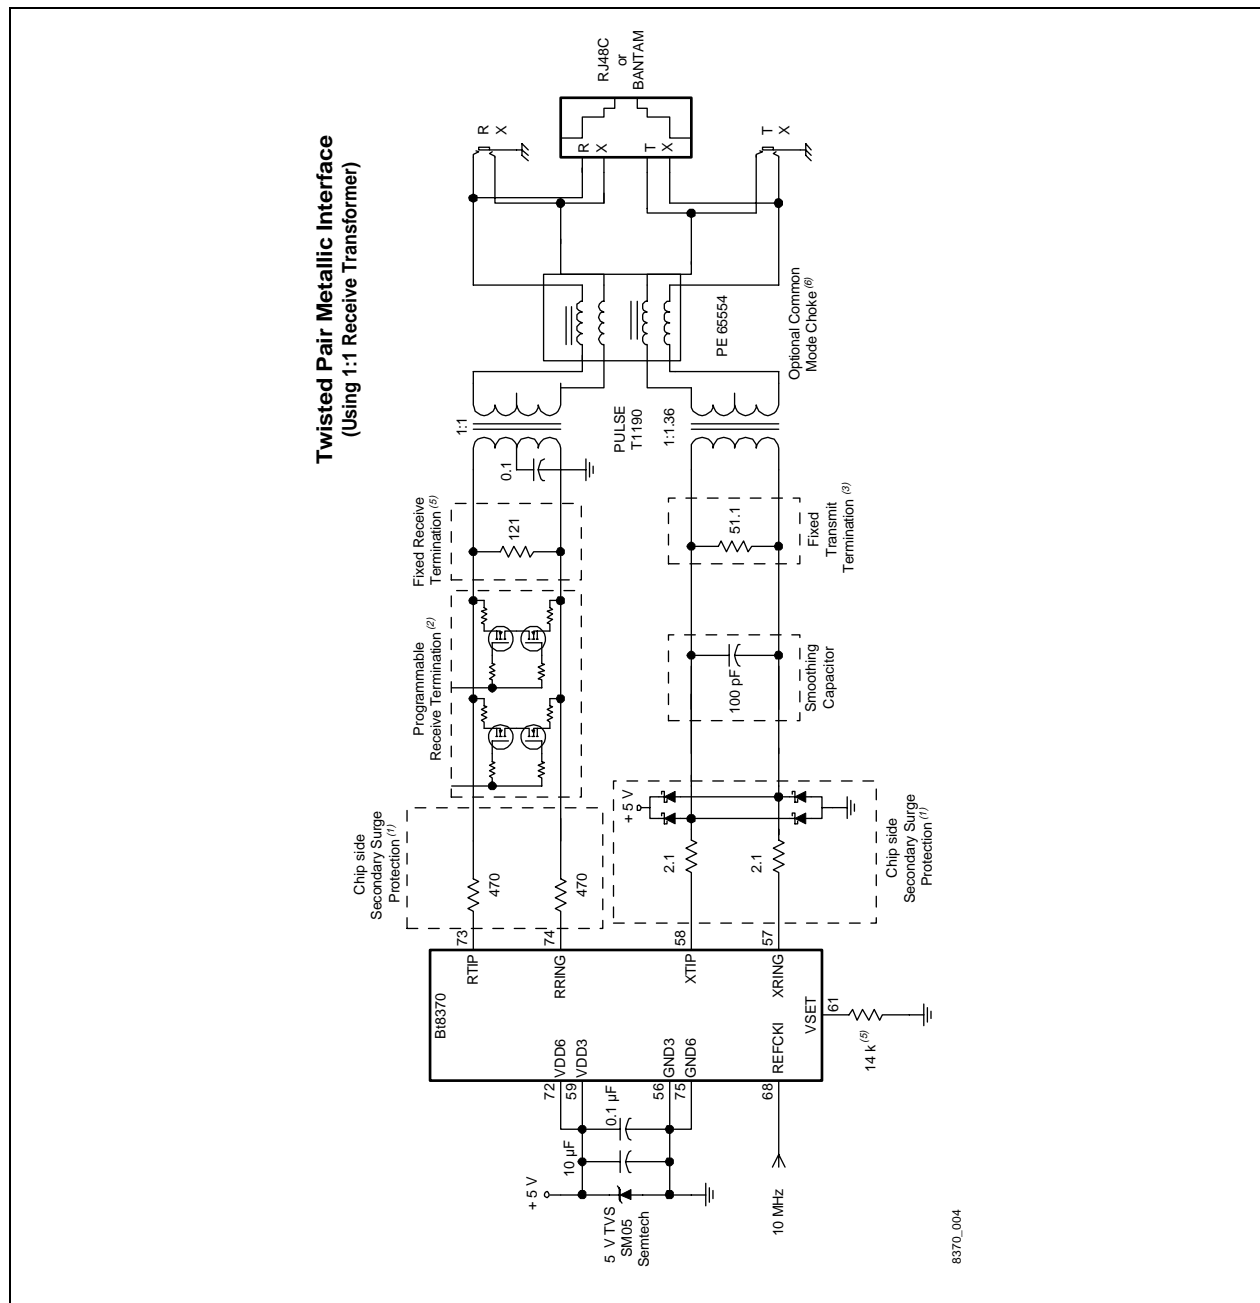 Twisted Pair Metallic Interface
(Using 1:1 Receive Transformer)
RJ48C
or
BANTAM
R
X
R
X
T
X
T
X
Optional Common
Mode Choke (6)
PE 65554
1:1
PULSE
T1190
1:1.36
0.1
Fixed Receive
Termination (5)
121
51.1
Fixed
Transmit
Termination (3)
Programmable
Receive Termination (2)
100 pF
Smoothing
Capacitor
Chip side
Secondary Surge
Protection (1)
470
470
+ 5 V
2.1
2.1
Chip side
Secondary Surge
Protection (1)
73
74
58
57
Bt8370
RTIP
RRING
XTIP
XRING
VSET
61
14 k (5)
VDD6
VDD3
GND3
GND6
REFCKI
72
59
56
75
68
0.1 µF
10 µF
+ 5 V
5 V TVS
SM05
Semtech
10 MHz
8370_004